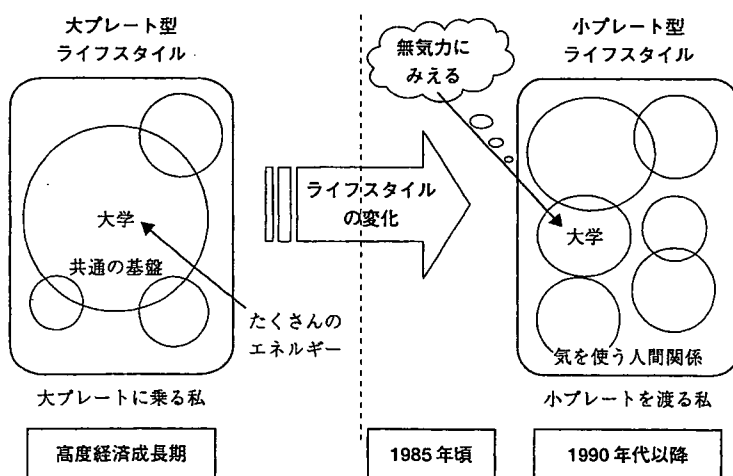 大プレート型
ライフスタイル
大学
共通の基盤
たくさんの
エネルギー
大プレートに乗る私
高度経済成長期
ライフスタイル
の変化
1985年頃
無気力に
みえる
小プレート型
ライフスタイル
大学
気を使う人間関係
小プレートを渡る私
1990年代以降